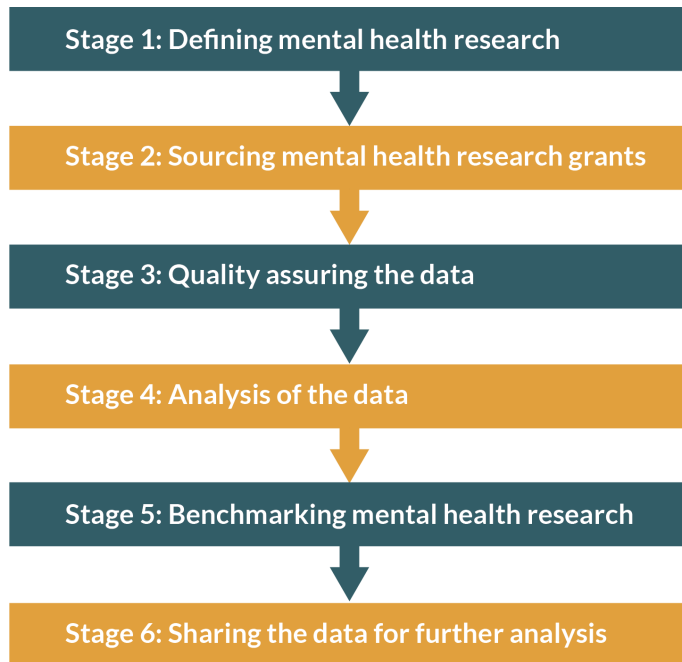 Stage 1: Defining mental health research
Stage 2: Sourcing mental health research grants
Stage 3: Quality assuring the data
Stage 4: Analysis of the data
Stage 5: Benchmarking mental health research
Stage 6: Sharing the data for further analysis